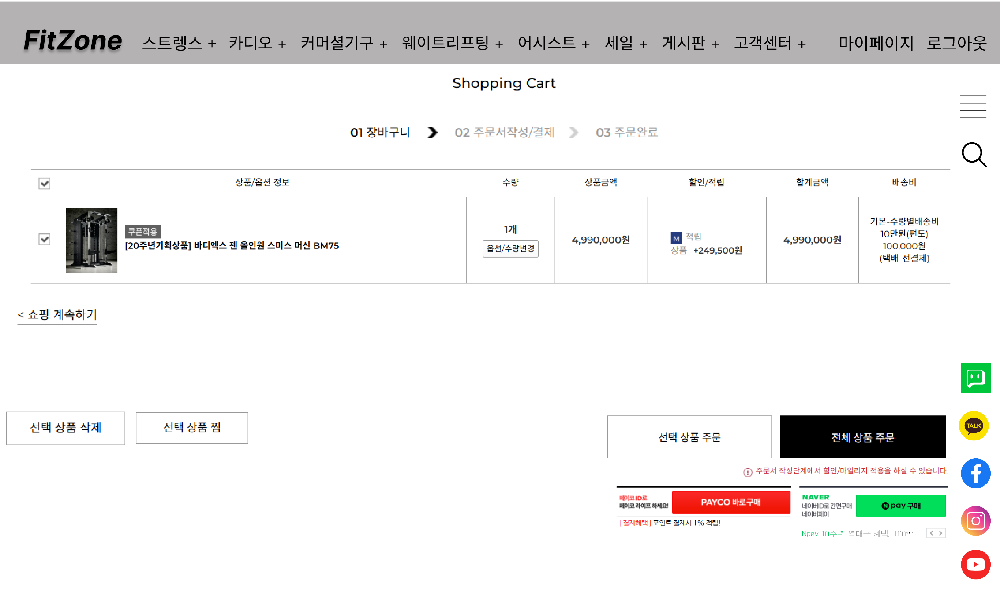 FitZone 스트렝스 + 카디오 + 커머셜기구 + 웨이트리프팅 + 어시스트 + 세일 + 게시판 + 고객센터 + 마이페이지 로그아웃
Shopping Cart
01 장바구니 02 주문서작성/결제 03 주문완료
상품/옵션 정보 수량 상품금액 할인/적립 합계금액 배송비
쿠폰적용
[20주년기획상품] 바디엑스 젠 올인원 스미스 머신 BM75
1개
옵션/수량변경
4,990,000원
M 적립
상품 +249,500원
4,990,000원
기본-수량별배송비
10만원(편도)
100,000원
(택배-선결제)
< 쇼핑 계속하기
선택 상품 삭제 선택 상품 찜
선택 상품 주문 전체 상품 주문
TALK
주문서 작성단계에서 할인/마일리지 적용을 하실 수 있습니다.
페이코 ID로
페이코 라이프 하세요!
PAYCO 바로구매
[ 결제혜택 ] 포인트 결제시 1% 적립!
NAVER
네이버ID로 간편구매
네이버페이
N pay 구매
Npay 10주년 역대급 혜택, 100···